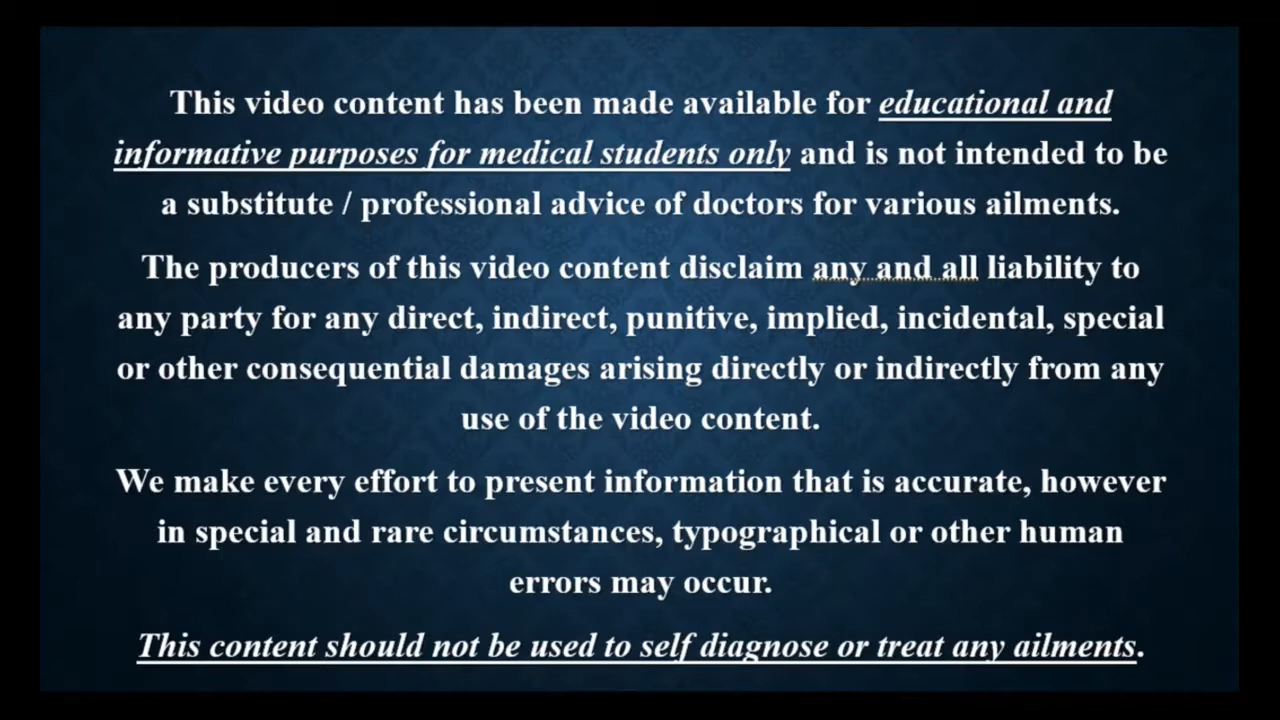 This video content has been made available for educational and
informative purposes for medical students only and is not intended to be
a substitute / professional advice of doctors for various ailments.
The producers of this video content disclaim any and all liability to
any party for any direct, indirect, punitive, implied, incidental, special
or other consequential damages arising directly or indirectly from any
use of the video content.
We make every effort to present information that is accurate, however
in special and rare circumstances, typographical or other human
errors may occur.
This content should not be used to self diagnose or treat any ailments.